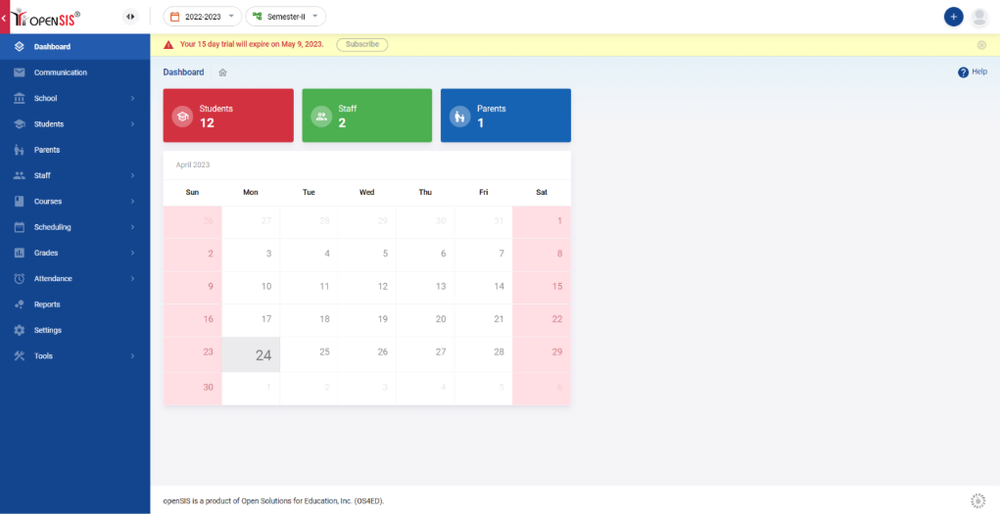 OPENSIS®
2022-2023
Semester-II
Dashboard
Communication
School
Students
Parents
Staff
Courses
Scheduling
Grades
Attendance
Reports
Settings
Tools
Your 15 day trial will expire on May 9, 2023. Subscribe
Dashboard
Help
Students
12
Staff
2
Parents
1
April 2023
Sun Mon Tue Wed Thu Fri Sat
26 27 28 29 30 31 1
2 3 4 5 6 7 8
9 10 11 12 13 14 15
16 17 18 19 20 21 22
23 24 25 26 27 28 29
30 1 2 3 4 5 6
openSIS is a product of Open Solutions for Education, Inc. (OS4ED).